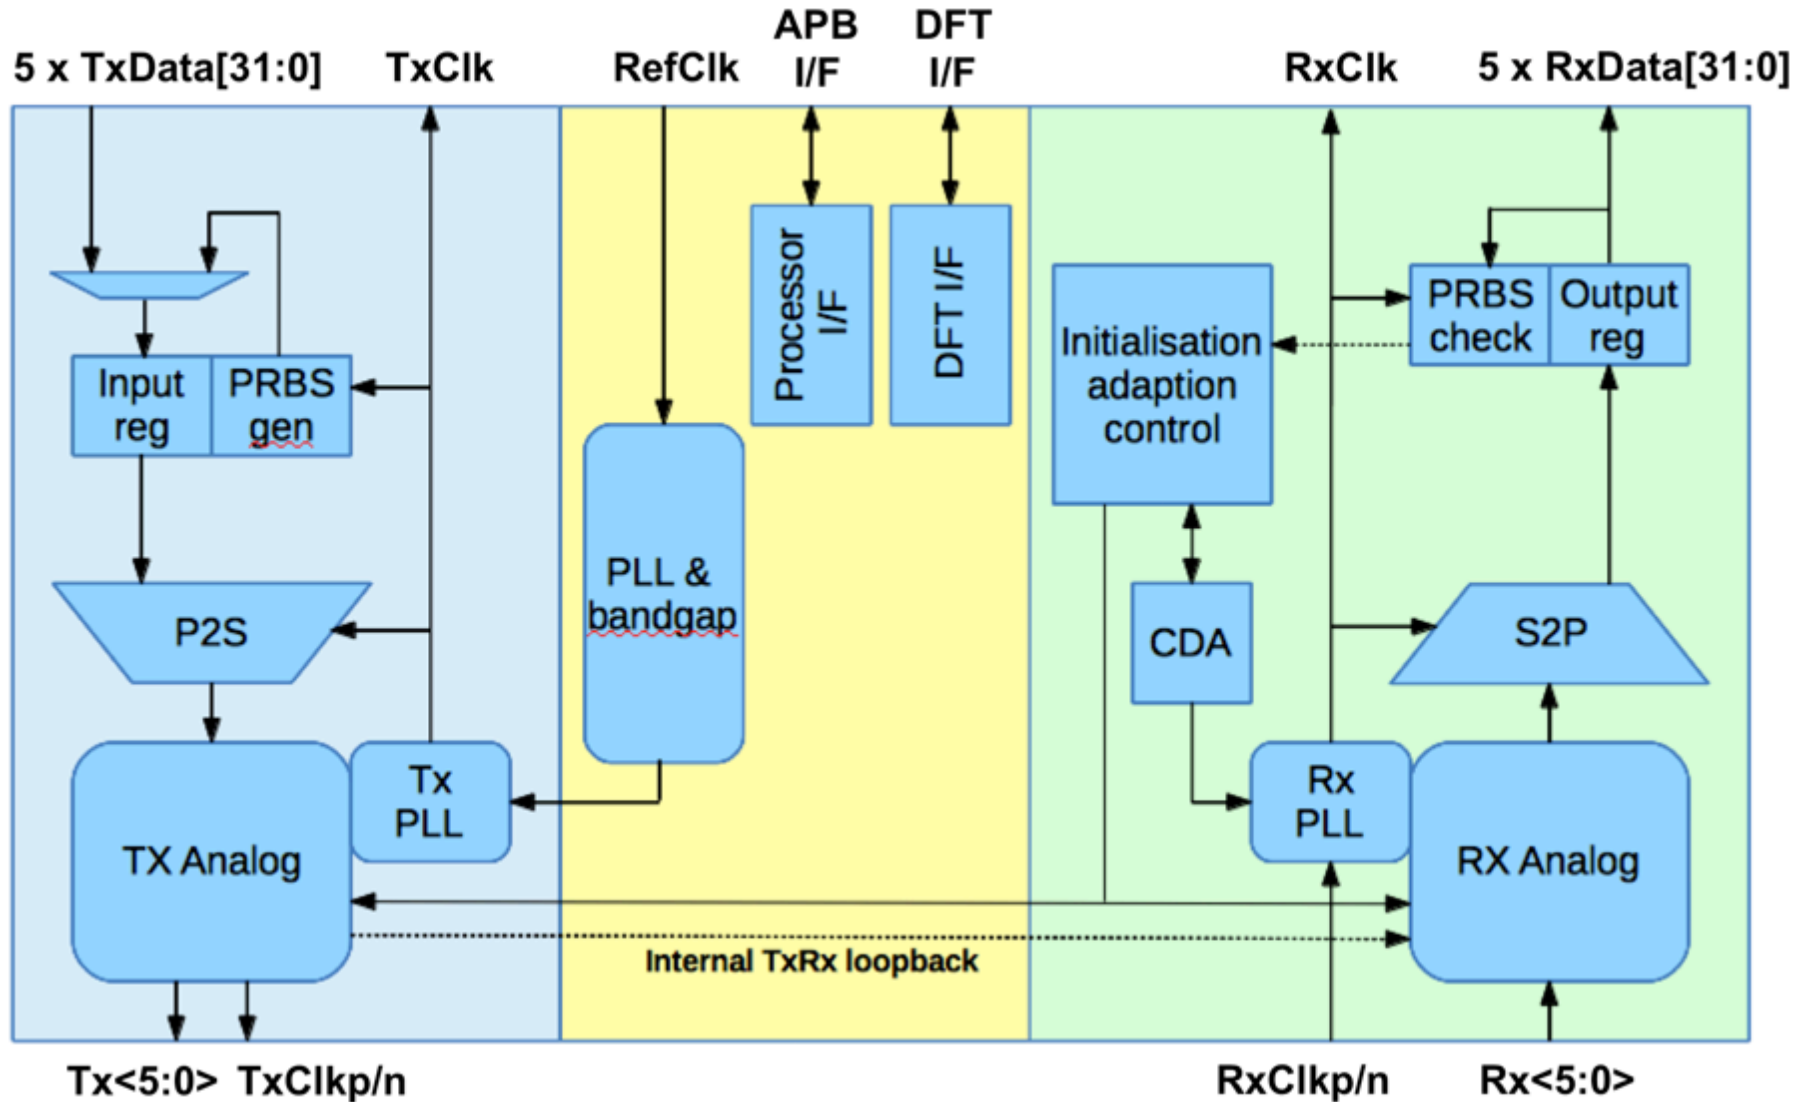 APB DFT
5 x TxData[31:0] TxClk RefClk I/F I/F RxClk 5 x RxData[31:0]
Input
reg
PRBS
gen
P2S
TX Analog
Tx
PLL
PLL &
bandgap
Processor
I/F
DFT I/F
Initialisation
adaption
control
CDA
PRBS
check
Output
reg
S2P
Rx
PLL
RX Analog
Internal TxRx loopback
Tx<5:0> TxClkp/n RxClkp/n Rx<5:0>